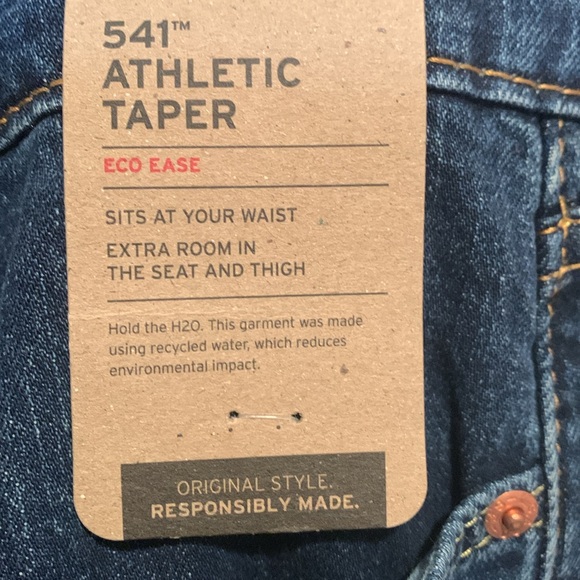 541™
ATHLETIC
TAPER
ECO EASE
SITS AT YOUR WAIST
EXTRA ROOM IN
THE SEAT AND THIGH
Hold the H2O. This garment was made
using recycled water, which reduces
environmental impact.
ORIGINAL STYLE.
RESPONSIBLY MADE.